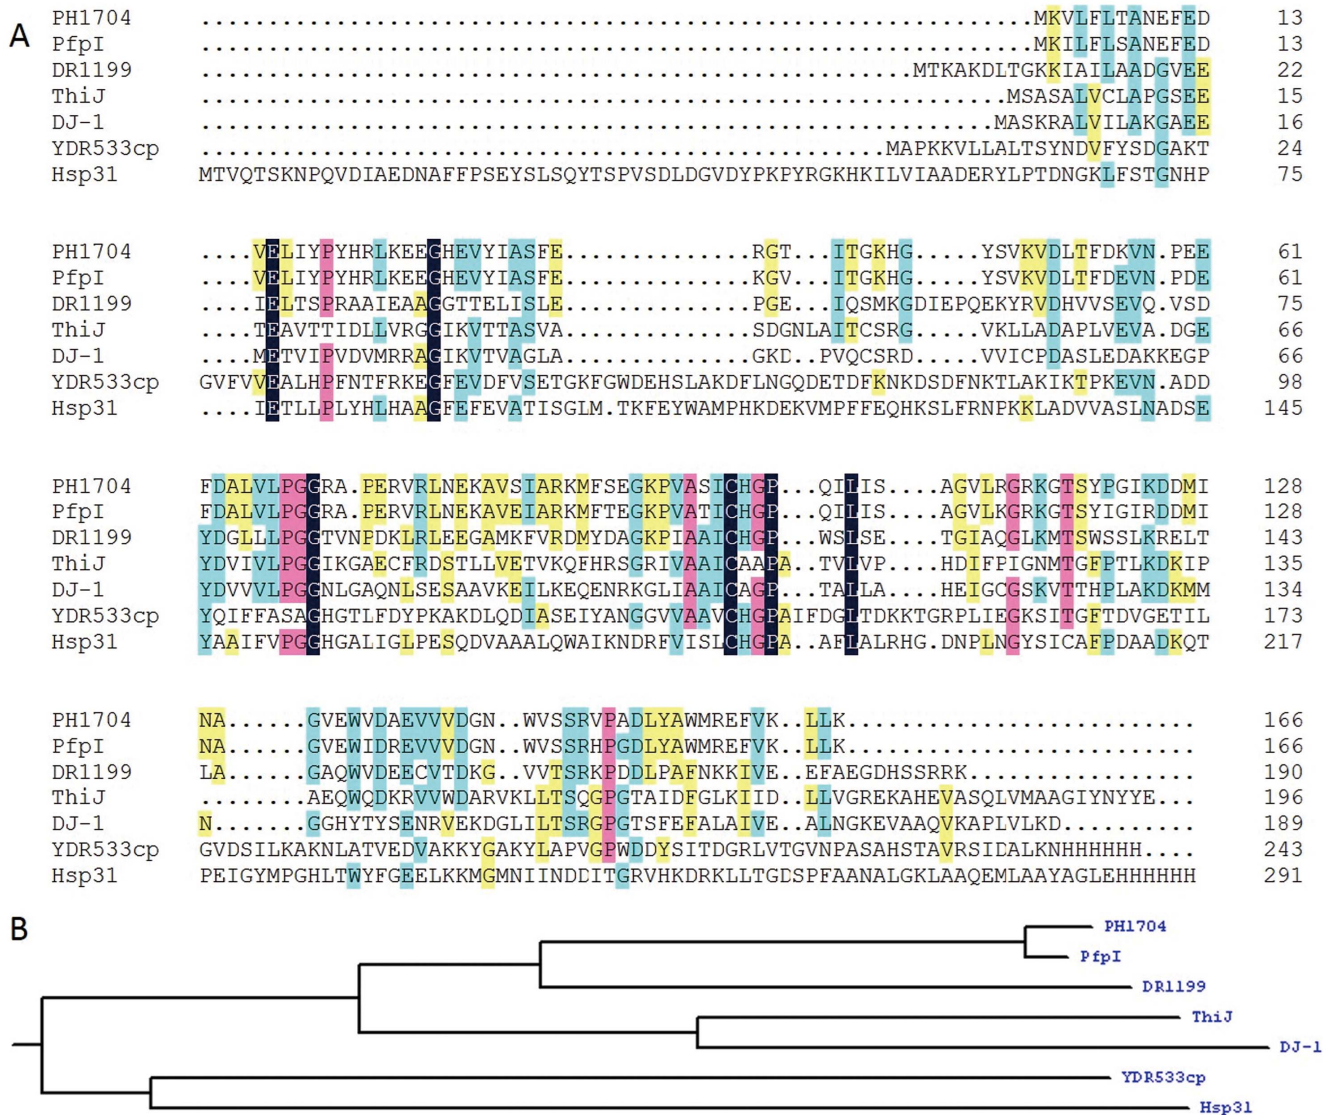 A
PH1704 ..............................................................MKVLFLTANEFED 13
PfpI ..............................................................MKILFLSANEFED 13
DR1199 .....................................................MTKAKDLTGKKIAILAADGVEE 22
ThiJ ............................................................MSASALVCLAPGSEE 15
DJ-1 ...........................................................MASKRALVILAKGAEE 16
YDR533cp ...................................................MAPKKVLLALTSYNDVFYSDGAKT 24
Hsp31 MTVQTSKNPQVDIAEDNAFFPSEYSLSQYTSPVSDLDGVDYPKPYRGKHKILVIAADERYLPTDNGKLFSTGNHP 75
PH1704 ....VELIYPYHRLKEEGHEVYIASFE..............RGT...ITGKHG.....YSVKVDLTFDKVN.PEE 61
PfpI ....VELIYPYHRLKEEGHEVYIASFE..............KGV...ITGKHG.....YSVKVDLTFDEVN.PDE 61
DR1199 ....IELTSPRAAIEAAGGTTELISLE..............PGE...IQSMKGDIEPQEKYRVDHVVSEVQ.VSD 75
ThiJ ....TEAVTTIDLLVRGGIKVTTASVA..............SDGNLAITCSRG.....VKLLADAPLVEVA.DGE 66
DJ-1 ....METVIPVDVMRRAGIKVTVAGLA..............GKD..PVQCSRD.....VVICPDASLEDAKKEGP 66
YDR533cp GVFVVEALHPFNTFRKEGFEVDFVSETGKFGWDEHSLAKDFLNGQDETDFKNKDSDFNKTLAKIKTPKEVN.ADD 98
Hsp31 ....IETLLPLYHLHAAGFEFEVATISGLM.TKFEYWAMPHKDEKVMPFFEQHKSLFRNPKKLADVVASLNADSE 145
PH1704 FDALVLPGGRA.PERVRLNEKAVSIARKMFSEGKPVASICHGP...QILIS....AGVLRGRKGTSYPGIKDDMI 128
PfpI FDALVLPGGRA.PERVRLNEKAVEIARKMFTEGKPVATICHGP...QILIS....AGVLKGRKGTSYIGIRDDMI 128
DR1199 YDGLLLPGGTVNPDKLRLEEGAMKFVRDMYDAGKPIAAICHGP...WSLSE....TGIAQGLKMTSWSSLKRELT 143
ThiJ YDVIVLPGGIKGAECFRDSTLLVETVKQFHRSGRIVAAICAAPA..TVLVP....HDIFPIGNMTGFPTLKDKIP 135
DJ-1 YDVVVLPGGNLGAQNLSESAAVKEILKEQENRKGLIAAICAGP...TALLA....HEIGCGSKVTTHPLAKDKMM 134
YDR533cp YQIFFASAGHGTLFDYPKAKDLQDIASEIYANGGVVAAVCHGPAIFDGLTDKKTGRPLIEGKSITGFTDVGETIL 173
Hsp31 YAAIFVPGGHGALIGLPESQDVAAALQWAIKNDRFVISLCHGPA..AFLALRHG.DNPLNGYSICAFPDAADKQT 217
PH1704 NA......GVEWVDAEVVVDGN..WVSSRVPADLYAWMREFVK..LLK.......................... 166
PfpI NA......GVEWIDREVVVDGN..WVSSRHPGDLYAWMREFVK..LLK.......................... 166
DR1199 LA......GAQWVDEECVTDKG..VVTSRKPDDLPAFNKKIVE..EFAEGDHSSRRK................. 190
ThiJ ........AEQWQDKRVVWDARVKLLTSQGPGTAIDFGLKIID..LLVGREKAHEVASQLVMAAGIYNYYE... 196
DJ-1 N.......GGHYTYSENRVEKDGLILTSRGPGTSFEFALAIVE..ALNGKEVAAQVKAPLVLKD.......... 189
YDR533cp GVDSILKAKNLATVEDVAKKYGAKYLAPVGPWDDYSITDGRLVTGVNPASAHSTAVRSIDALKNHHHHHH.... 243
Hsp31 PEIGYMPGHLTWYFGEELKKMGMNIINDDITGRVHKDRKLLTGDSPFAANALGKLAAQEMLAAYAGLEHHHHHH 291
B
PH1704
PfpI
DR1199
ThiJ
DJ-1
YDR533cp
Hsp31